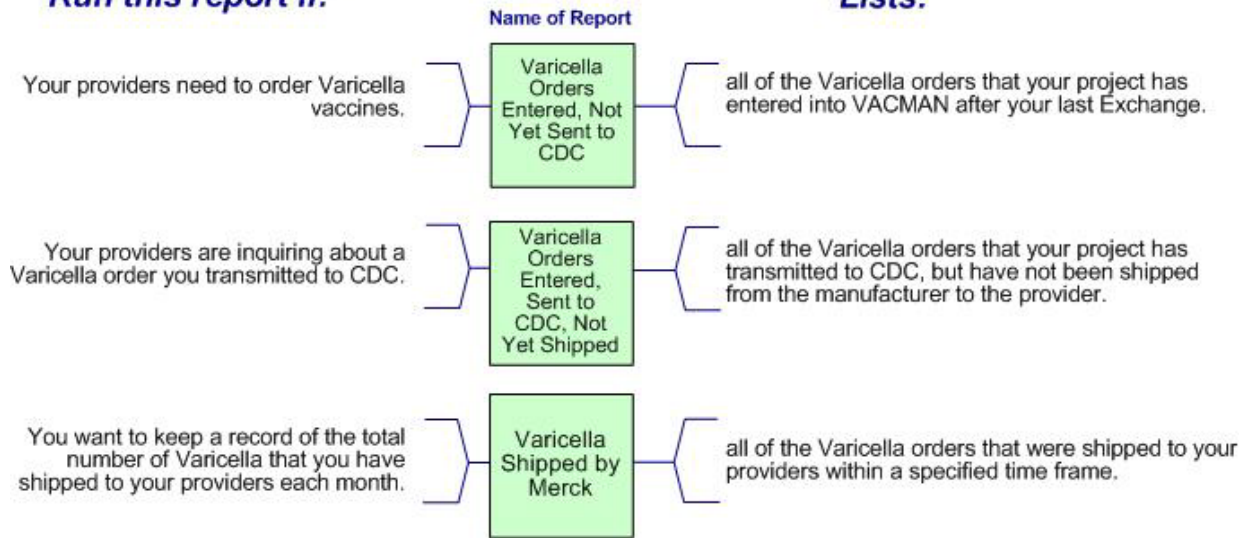 Run this report if:
Lists:
Name of Report
Your providers need to order Varicella
vaccines.
Varicella
Orders
Entered, Not
Yet Sent to
CDC
all of the Varicella orders that your project has
entered into VACMAN after your last Exchange.
Your providers are inquiring about a
Varicella order you transmitted to CDC.
Varicella
Orders
Entered,
Sent to
CDC, Not
Yet Shipped
all of the Varicella orders that your project has
transmitted to CDC, but have not been shipped
from the manufacturer to the provider.
You want to keep a record of the total
number of Varicella that you have
shipped to your providers each month.
Varicella
Shipped by
Merck
all of the Varicella orders that were shipped to your
providers within a specified time frame.